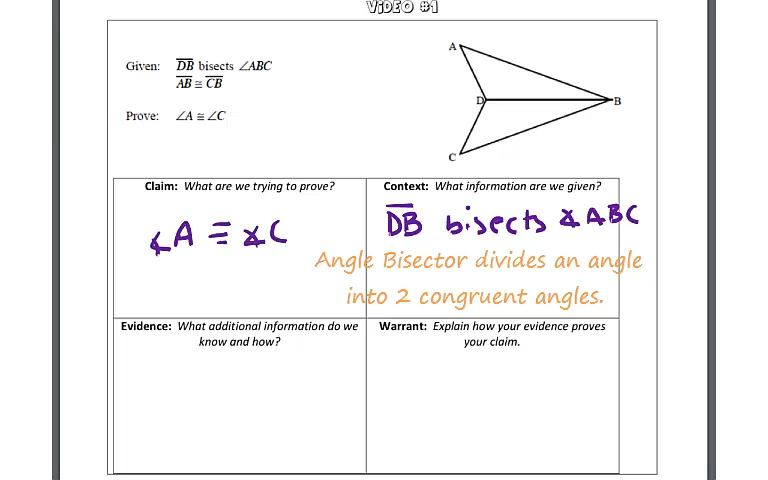 ViDEO #1
Given: DB bisects ∠ABC
AB ≅ CB
Prove: ∠A ≅ ∠C
A
D
B
C
Claim: What are we trying to prove?
Context: What information are we given?
∡A ≅ ∡C
DB bisects ∡ABC
Angle Bisector divides an angle
into 2 congruent angles.
Evidence: What additional information do we
know and how?
Warrant: Explain how your evidence proves
your claim.